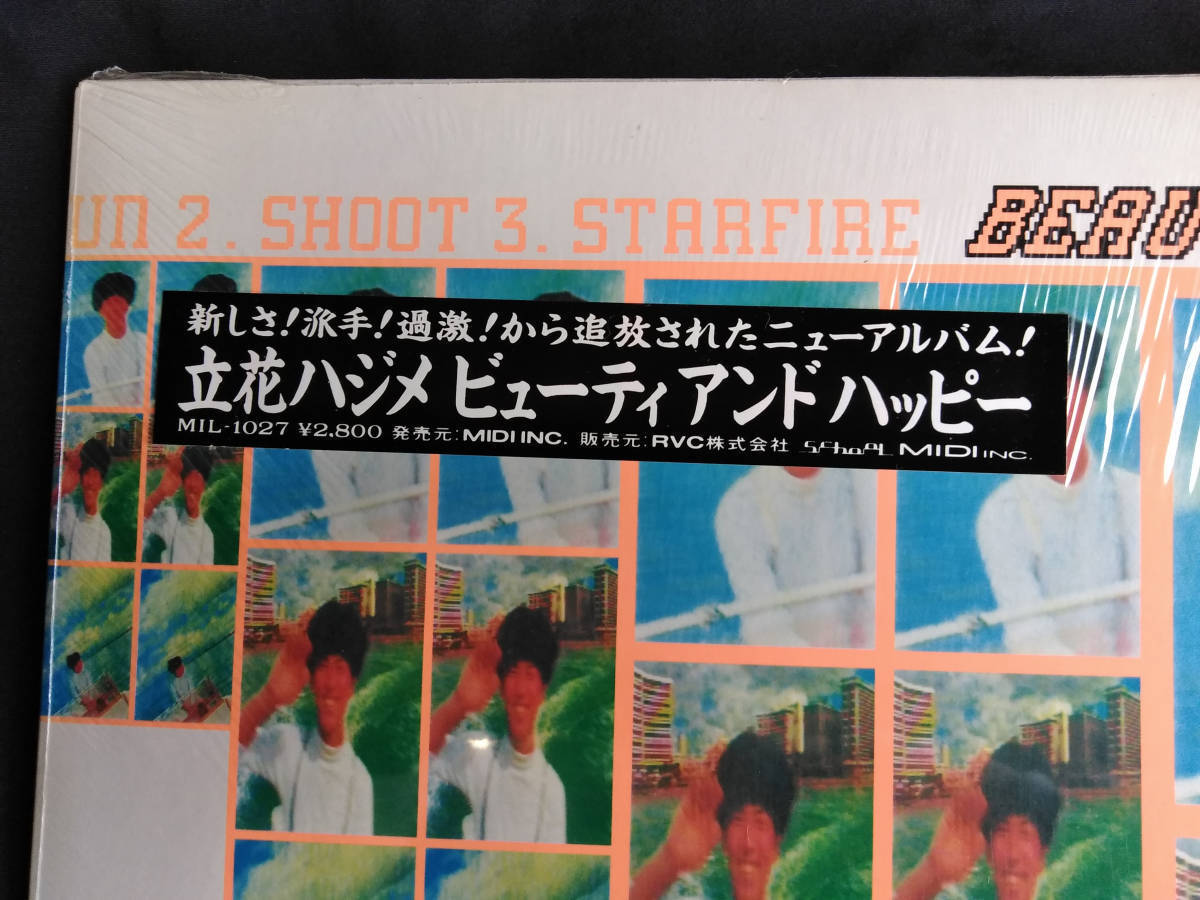 UN 2. SHOOT 3. STARFIRE BEAU
新しさ!派手!過激!から追放されたニューアルバム!
立花ハジメ ビューティ アンド ハッピー
MIL-1027 ¥2,800 発売元:MIDI INC. 販売元:RVC株式会社 SCHOOL MIDI INC.